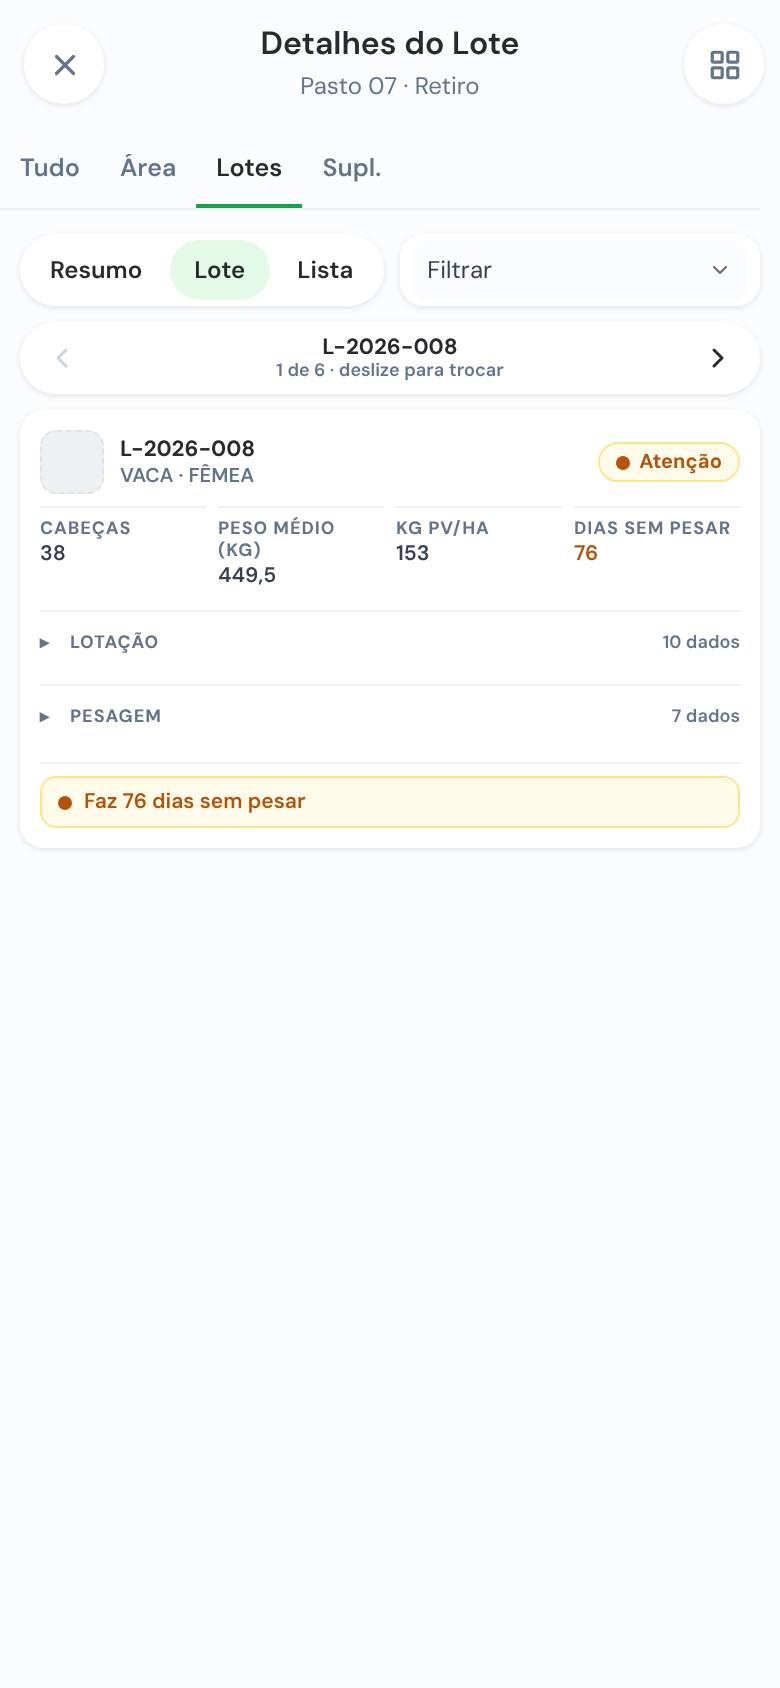 Detalhes do Lote
Pasto 07 · Retiro
Tudo Área Lotes Supl.
Resumo Lote Lista Filtrar
L-2026-008
1 de 6 · deslize para trocar
L-2026-008
VACA · FÊMEA
Atenção
CABEÇAS
38
PESO MÉDIO
(KG)
449,5
KG PV/HA
153
DIAS SEM PESAR
76
LOTAÇÃO 10 dados
PESAGEM 7 dados
Faz 76 dias sem pesar